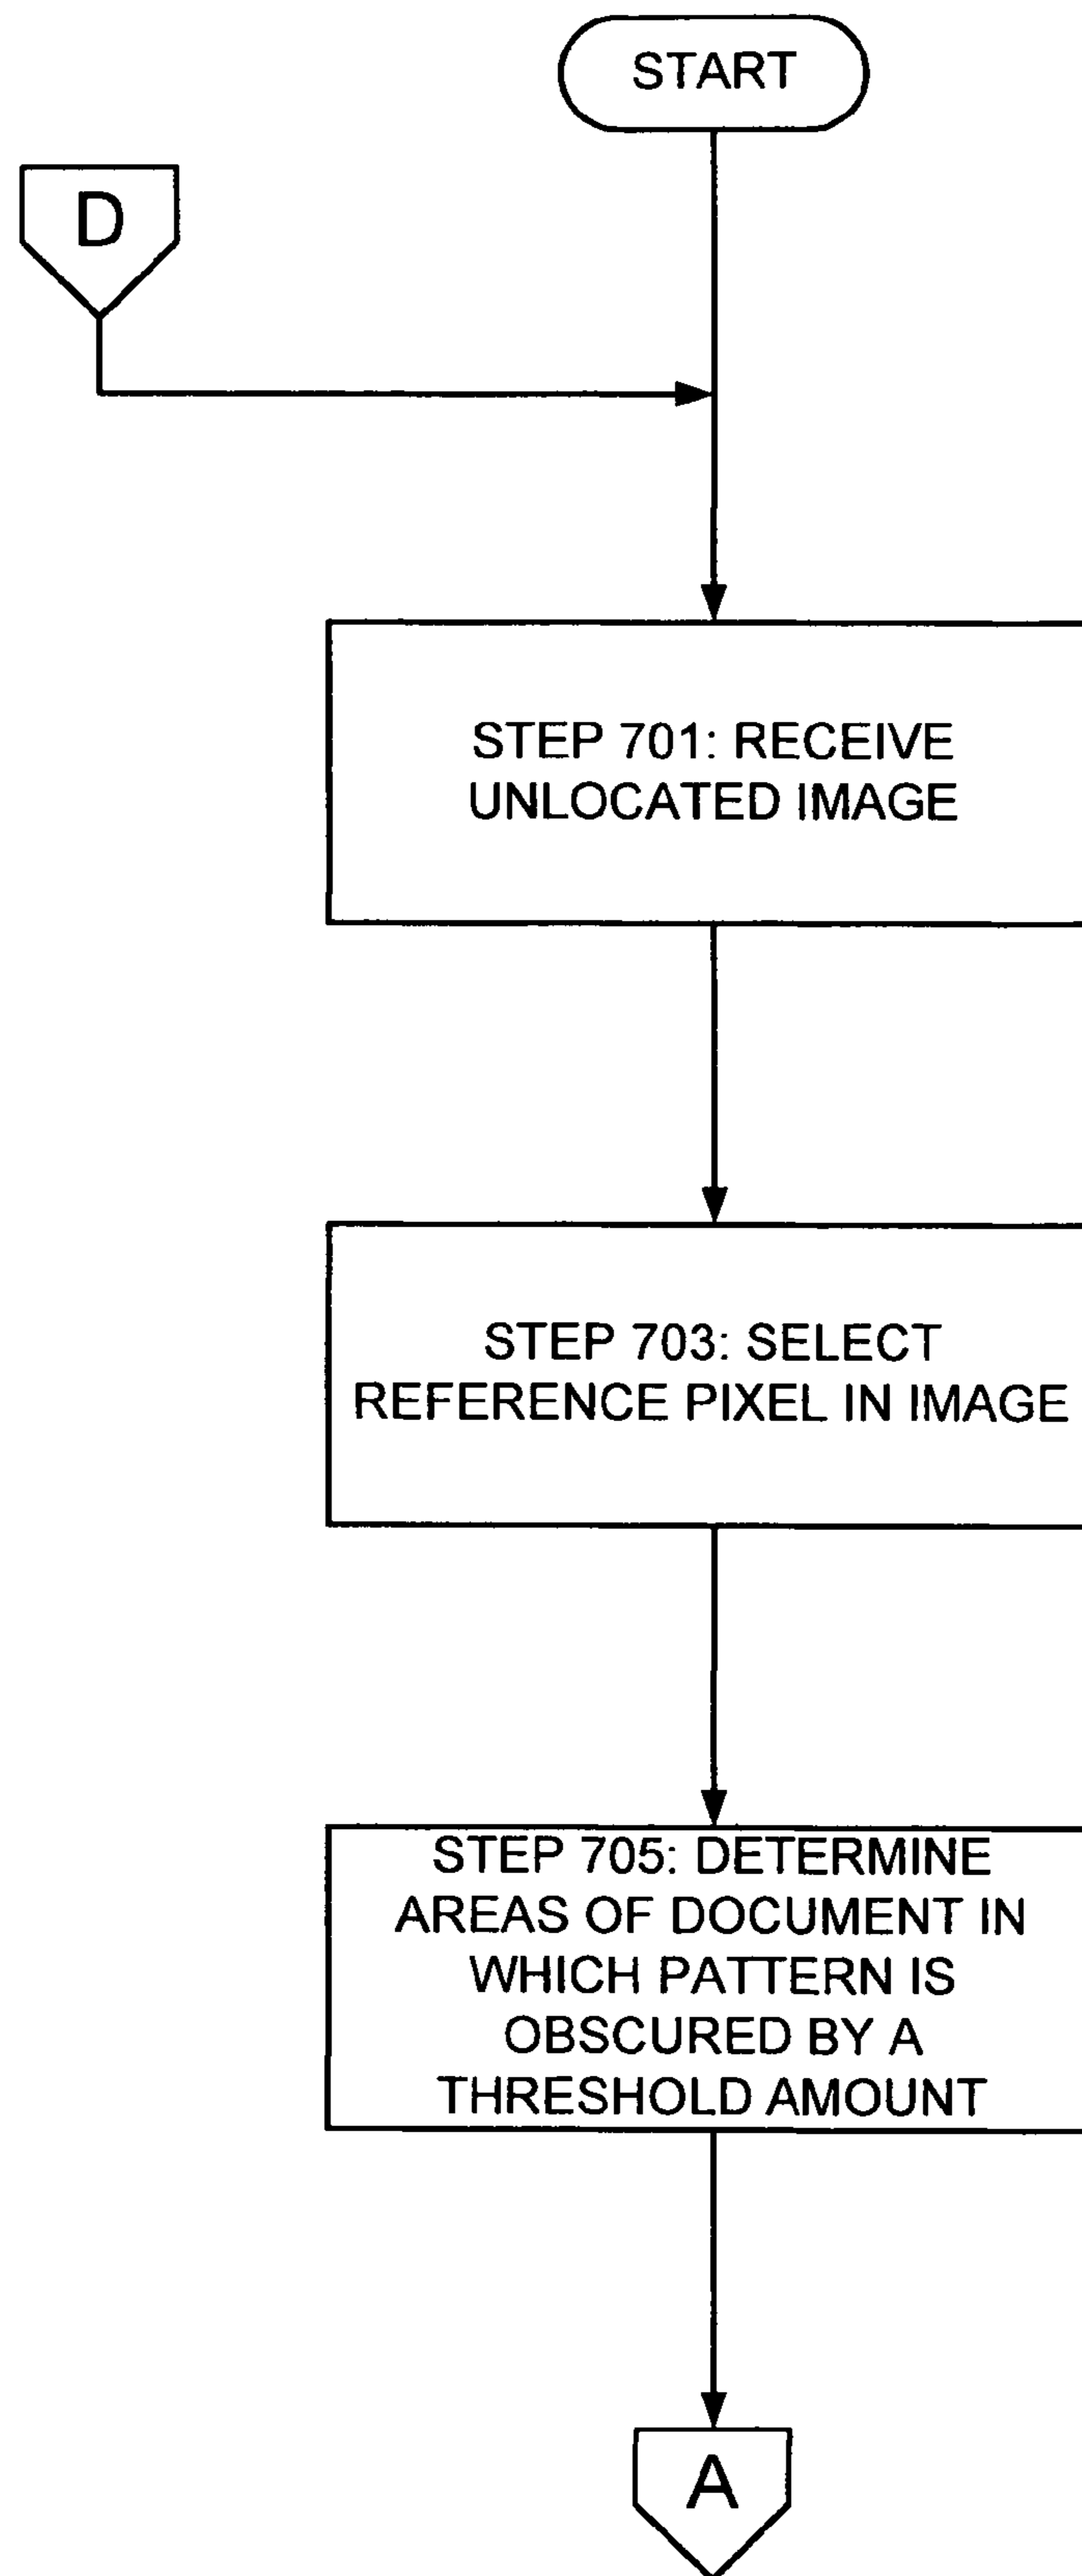 START
D
STEP 701: RECEIVE
UNLOCATED IMAGE
STEP 703: SELECT
REFERENCE PIXEL IN IMAGE
STEP 705: DETERMINE
AREAS OF DOCUMENT IN
WHICH PATTERN IS
OBSCURED BY A
THRESHOLD AMOUNT
A